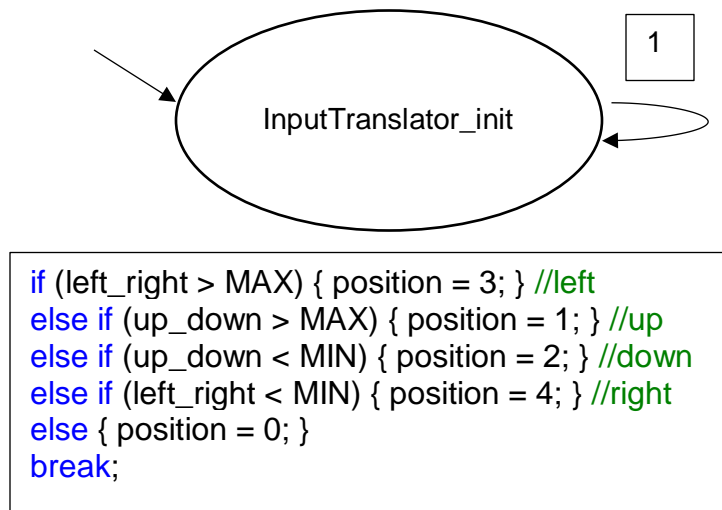 1
InputTranslator_init
if (left_right > MAX) { position = 3; } //left
else if (up_down > MAX) { position = 1; } //up
else if (up_down < MIN) { position = 2; } //down
else if (left_right < MIN) { position = 4; } //right
else { position = 0; }
break;